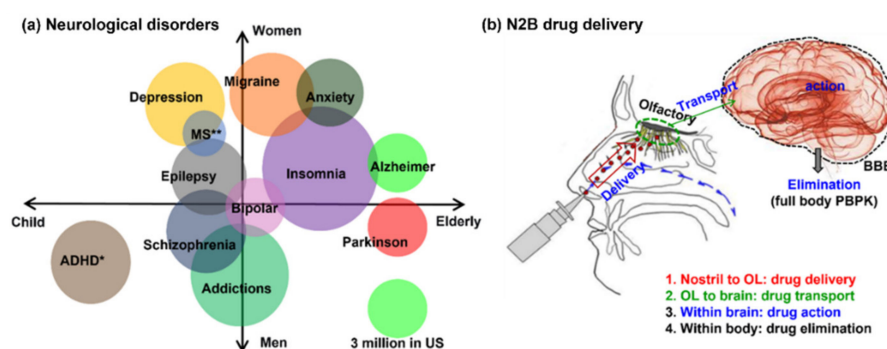 (a) Neurological disorders
Women
Migraine
Depression
Anxiety
MS**
Epilepsy
Insomnia
Alzheimer
Child
Bipolar
Elderly
Schizophrenia
Parkinson
ADHD*
Addictions
Men
3 million in US
(b) N2B drug delivery
action
Transport
Olfactory
BBB
Delivery
Elimination
(full body PBPK)
1. Nostril to OL: drug delivery
2. OL to brain: drug transport
3. Within brain: drug action
4. Within body: drug elimination